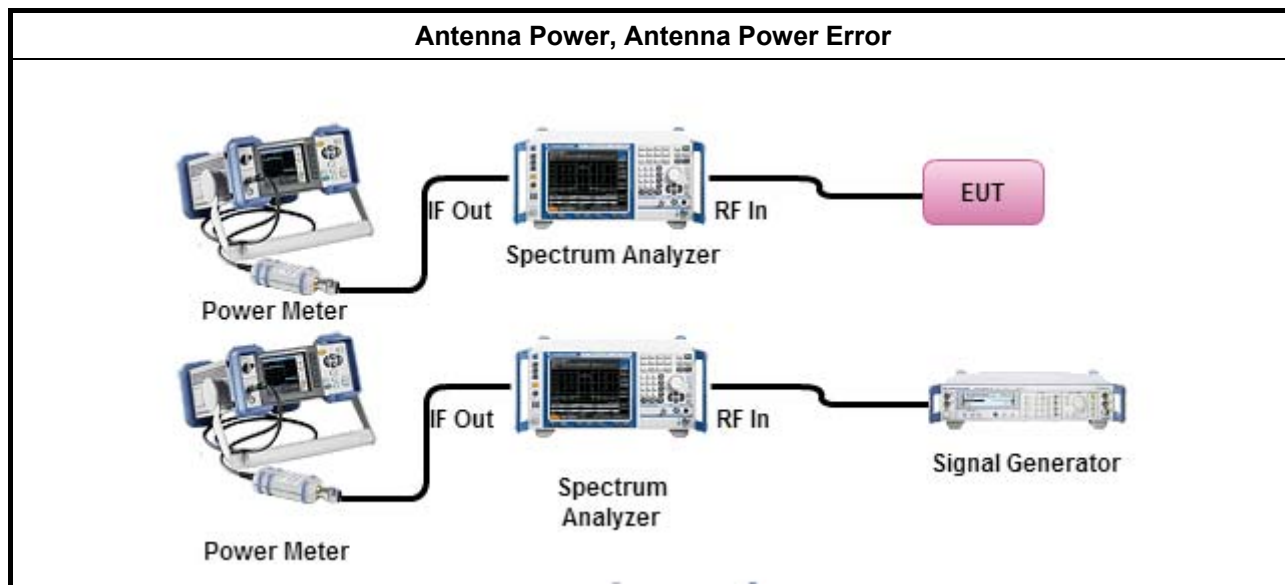 Antenna Power, Antenna Power Error
EUT
IF Out
RF In
Spectrum Analyzer
Power Meter
IF Out
RF In
Signal Generator
Spectrum
Analyzer
Power Meter